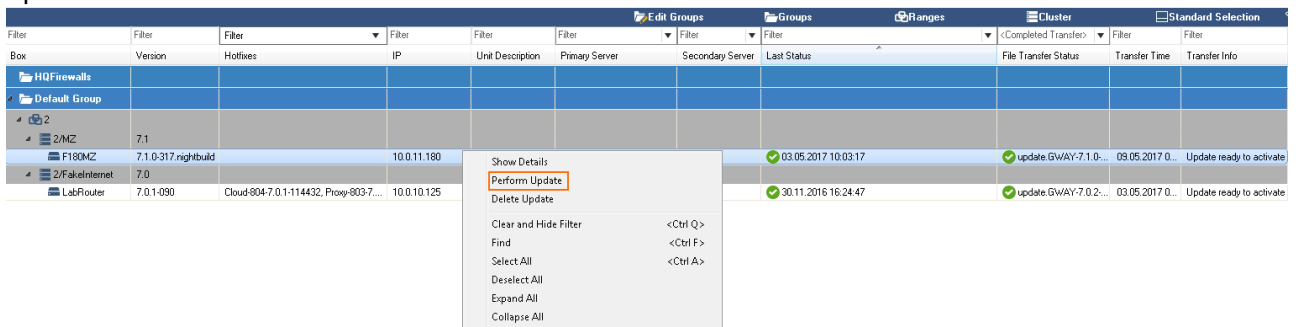 Edit Groups Groups Ranges Cluster Standard Selection
Filter Filter Filter Filter Filter Filter Filter Filter <Completed Transfer> Filter Filter
Box Version Hotfixes IP Unit Description Primary Server Secondary Server Last Status File Transfer Status Transfer Time Transfer Info
HQFirewalls
Default Group
2
2/MZ 7.1
F180MZ 7.1.0-317.nightbuild 10.0.11.180 03.05.2017 10:03:17 update.GWAY-7.1.0-... 09.05.2017 0... Update ready to activate
2/FakeInternet 7.0
LabRouter 7.0.1-090 Cloud-804-7.0.1-114432, Proxy-803-7.... 10.0.10.125 30.11.2016 16:24:47 update.GWAY-7.0.2-... 03.05.2017 0... Update ready to activate
Show Details
Perform Update
Delete Update
Clear and Hide Filter <Ctrl Q>
Find <Ctrl F>
Select All <Ctrl A>
Deselect All
Expand All
Collapse All